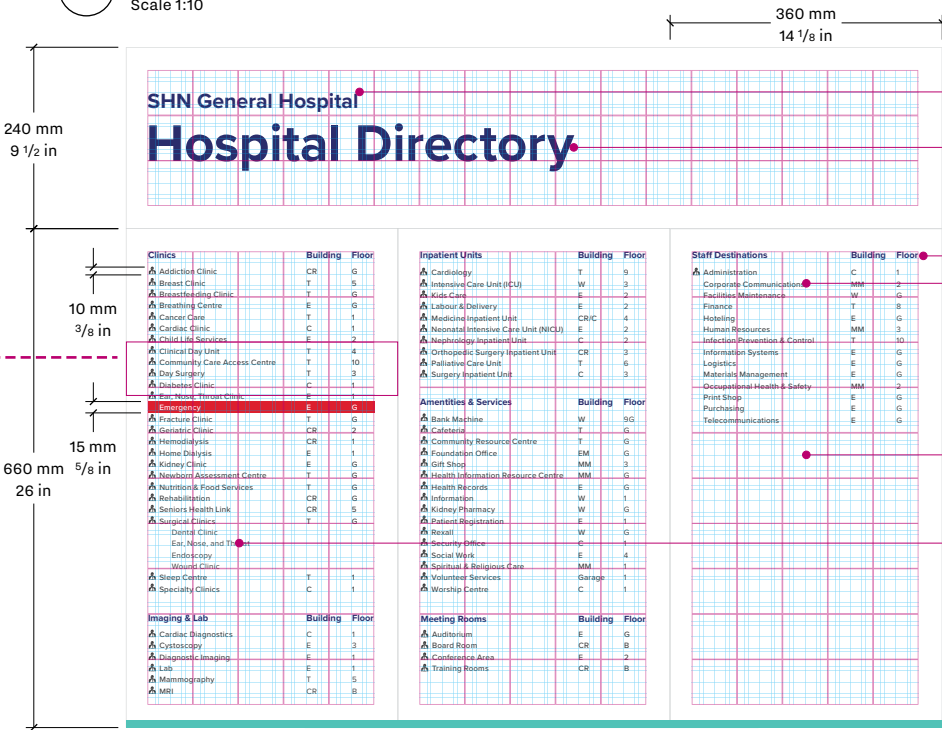 Scale 1:10
360 mm
14 1/8 in
240 mm
9 1/2 in
SHN General Hospital
Hospital Directory
10 mm
3/8 in
15 mm
5/8 in
660 mm
26 in
Clinics Building Floor
Addiction Clinic CR G
Breast Clinic T 5
Breastfeeding Clinic T G
Breathing Centre E G
Cancer Care T 1
Cardiac Clinic C 1
Child Life Services E 2
Clinical Day Unit T 4
Community Care Access Centre T 10
Day Surgery T 3
Diabetes Clinic C 1
Ear, Nose, Throat Clinic E 1
Emergency E G
Fracture Clinic T G
Geriatric Clinic CR 2
Hemodialysis CR 1
Home Dialysis E 1
Kidney Clinic E G
Newborn Assessment Centre T G
Nutrition & Food Services T G
Rehabilitation CR G
Seniors Health Link CR 5
Surgical Clinics T G
Dental Clinic
Ear, Nose, and Throat
Endoscopy
Wound Clinic
Sleep Centre T 1
Specialty Clinics C 1
Imaging & Lab Building Floor
Cardiac Diagnostics C 1
Cystoscopy E 3
Diagnostic Imaging E 1
Lab E 1
Mammography T 5
MRI CR B
Inpatient Units Building Floor
Cardiology T 9
Intensive Care Unit (ICU) W 3
Kids Care E 2
Labour & Delivery E 2
Medicine Inpatient Unit CR/C 4
Neonatal Intensive Care Unit (NICU) E 2
Nephrology Inpatient Unit C 2
Orthopedic Surgery Inpatient Unit CR 3
Palliative Care Unit T 6
Surgery Inpatient Unit C 3
Amentities & Services Building Floor
Bank Machine W 9G
Cafeteria T G
Community Resource Centre T G
Foundation Office EM G
Gift Shop MM 3
Health Information Resource Centre MM G
Health Records E G
Information W 1
Kidney Pharmacy W G
Patient Registration E 1
Rexall W G
Security Office C 1
Social Work E 4
Spiritual & Religious Care MM 1
Volunteer Services Garage 1
Worship Centre C 1
Meeting Rooms Building Floor
Auditorium E G
Board Room CR B
Conference Area E 2
Training Rooms CR B
Staff Destinations Building Floor
Administration C 1
Corporate Communications MM 2
Facilities Maintenance W G
Finance T 8
Hoteling E G
Human Resources MM 3
Infection Prevention & Control T 10
Information Systems E G
Logistics E G
Materials Management E G
Occupational Health & Safety MM 2
Print Shop E G
Purchasing E G
Telecommunications E G